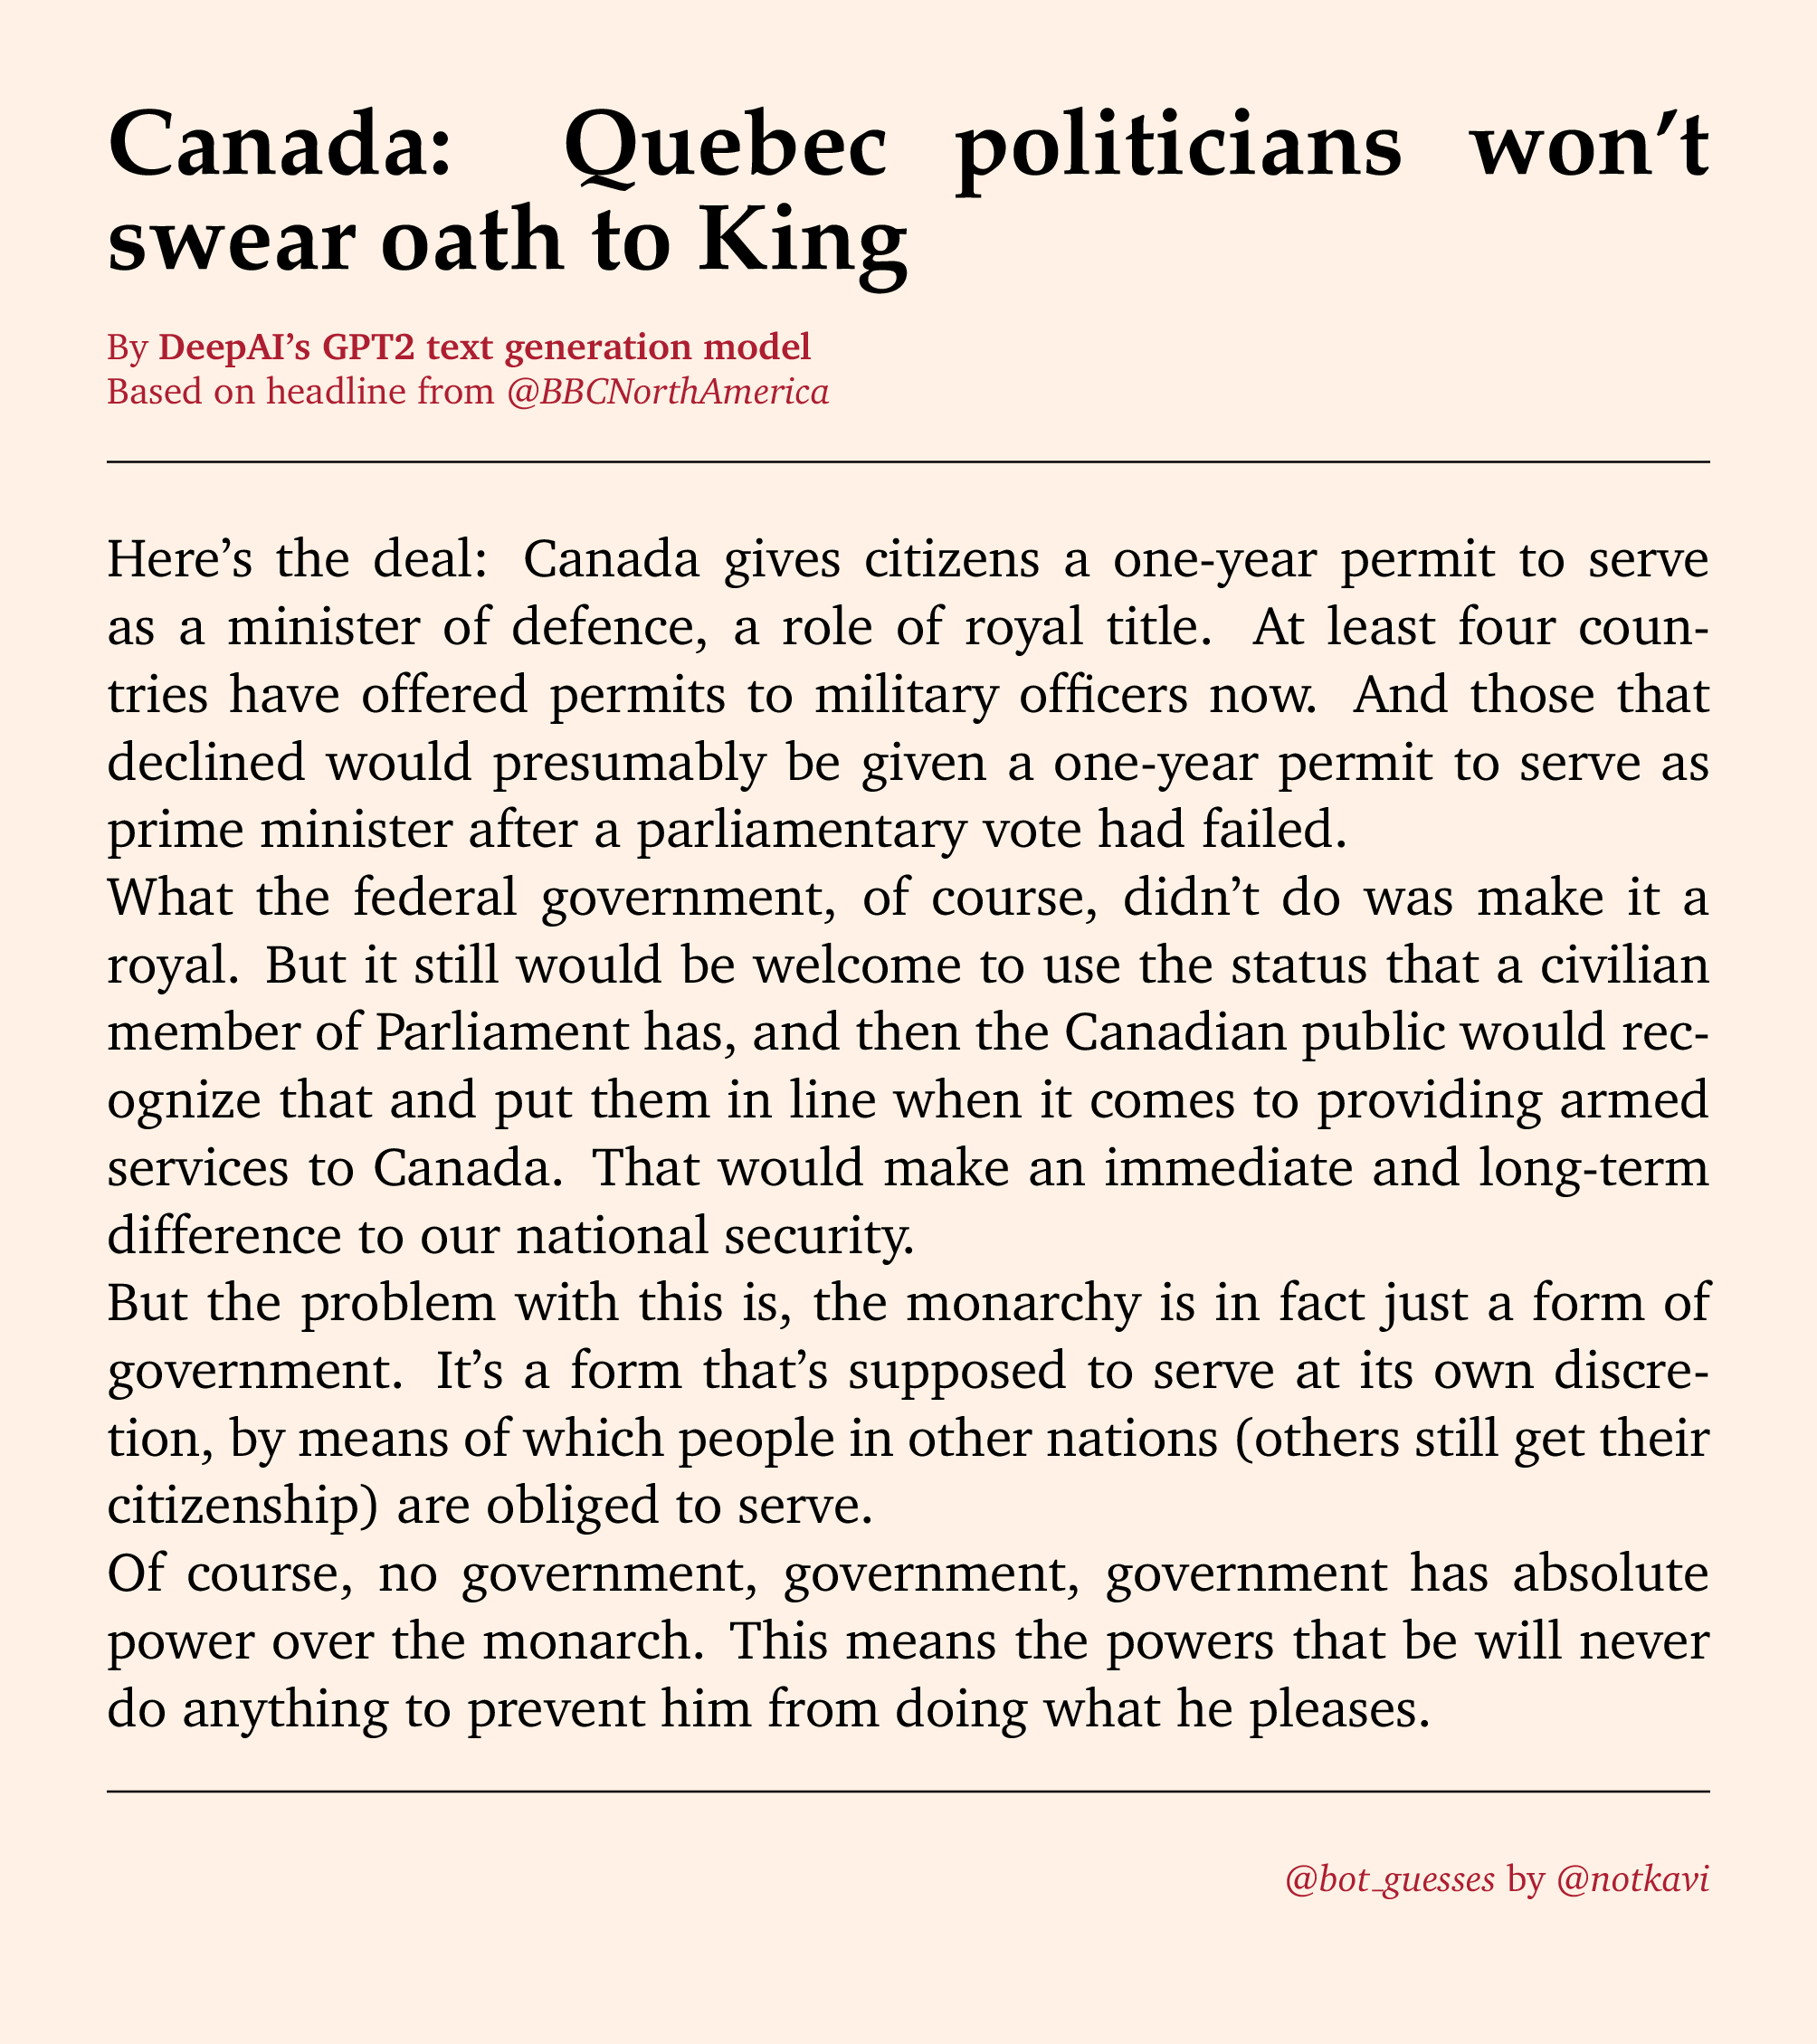 Canada: Quebec politicians won’t
swear oath to King
By DeepAI’s GPT2 text generation model
Based on headline from @BBCNorthAmerica
Here’s the deal: Canada gives citizens a one-year permit to serve
as a minister of defence, a role of royal title. At least four coun-
tries have offered permits to military officers now. And those that
declined would presumably be given a one-year permit to serve as
prime minister after a parliamentary vote had failed.
What the federal government, of course, didn’t do was make it a
royal. But it still would be welcome to use the status that a civilian
member of Parliament has, and then the Canadian public would rec-
ognize that and put them in line when it comes to providing armed
services to Canada. That would make an immediate and long-term
difference to our national security.
But the problem with this is, the monarchy is in fact just a form of
government. It’s a form that’s supposed to serve at its own discre-
tion, by means of which people in other nations (others still get their
citizenship) are obliged to serve.
Of course, no government, government, government has absolute
power over the monarch. This means the powers that be will never
do anything to prevent him from doing what he pleases.
@bot_guesses by @notkavi